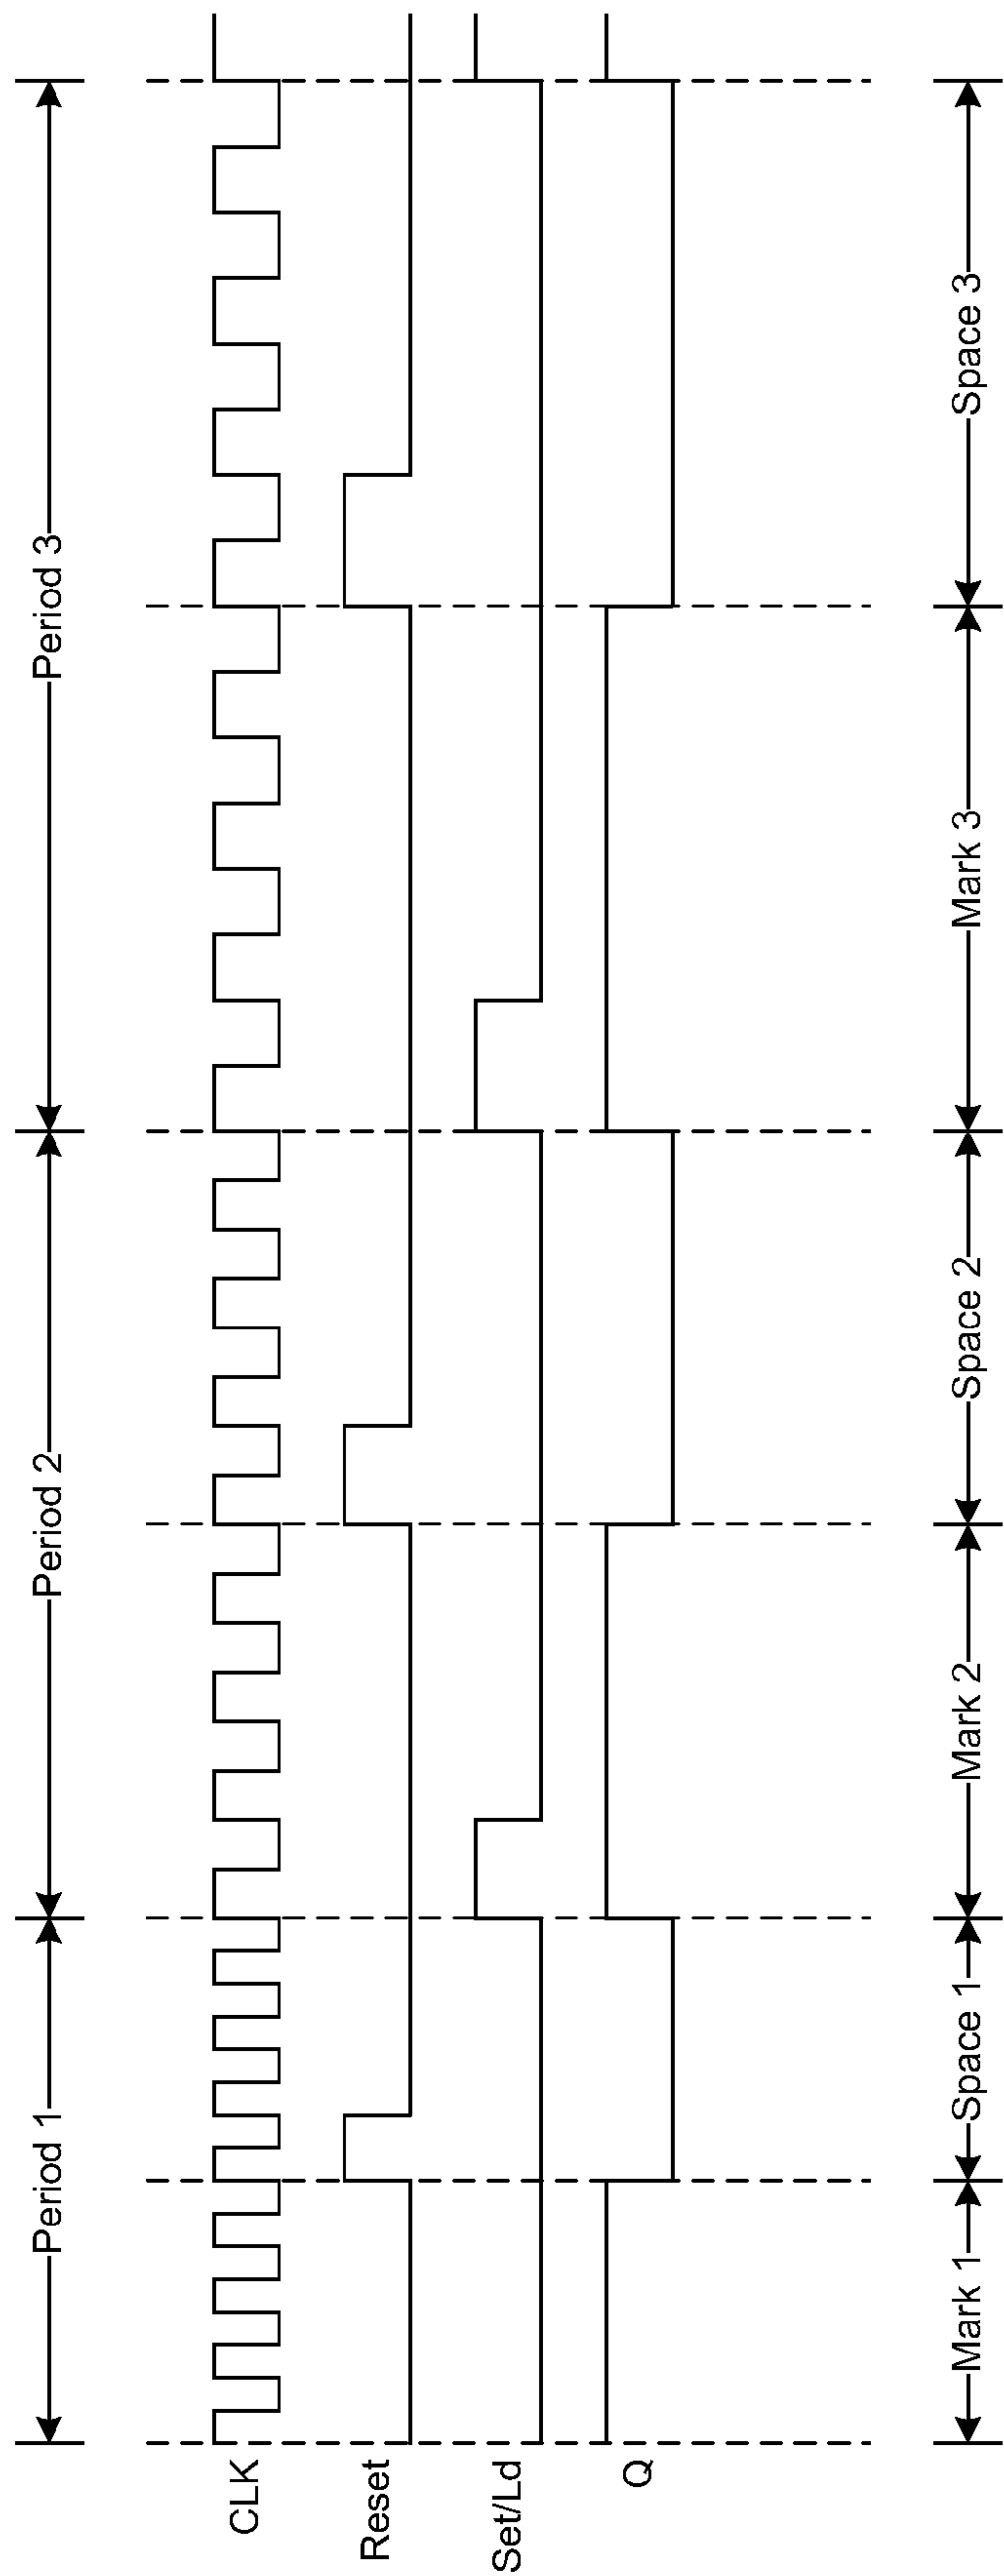 Period 1
Period 2
Period 3
CLK
Reset
Set/Ld
Q
Mark 1
Space 1
Mark 2
Space 2
Mark 3
Space 3